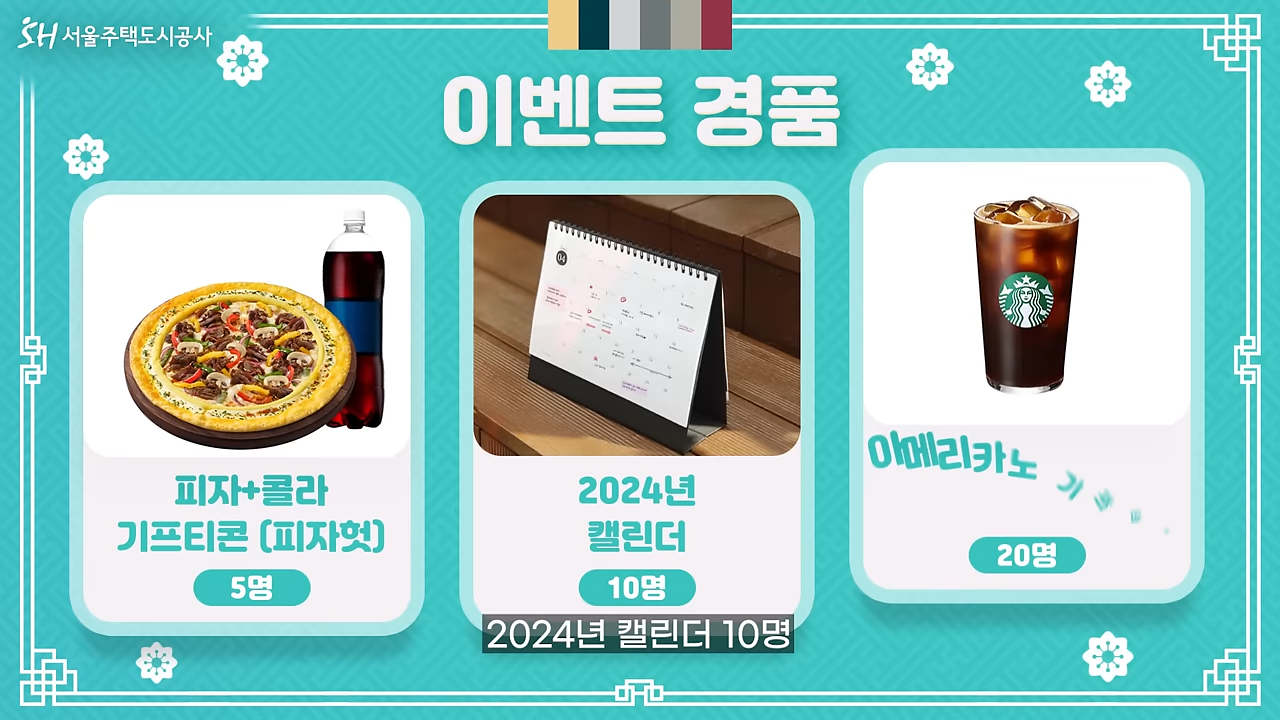 SH 서울주택도시공사
이벤트 경품
피자+콜라
기프티콘 (피자헛)
5명
2024년
캘린더
10명
아메리카노
20명
2024년 캘린더 10명
04